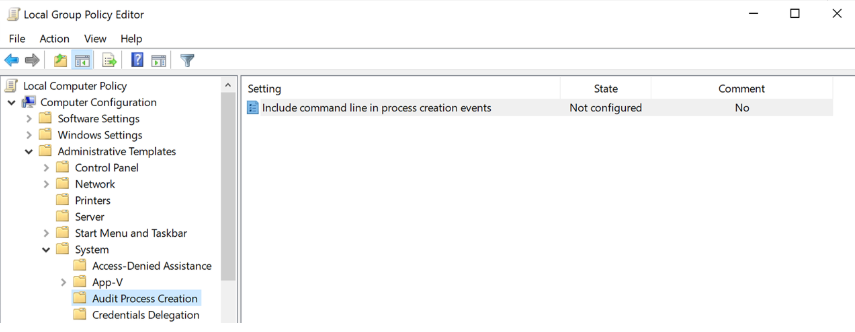 Local Group Policy Editor
File Action View Help
Local Computer Policy
Computer Configuration
Software Settings
Windows Settings
Administrative Templates
Control Panel
Network
Printers
Server
Start Menu and Taskbar
System
Access-Denied Assistance
App-V
Audit Process Creation
Credentials Delegation
Setting State Comment
Include command line in process creation events Not configured No